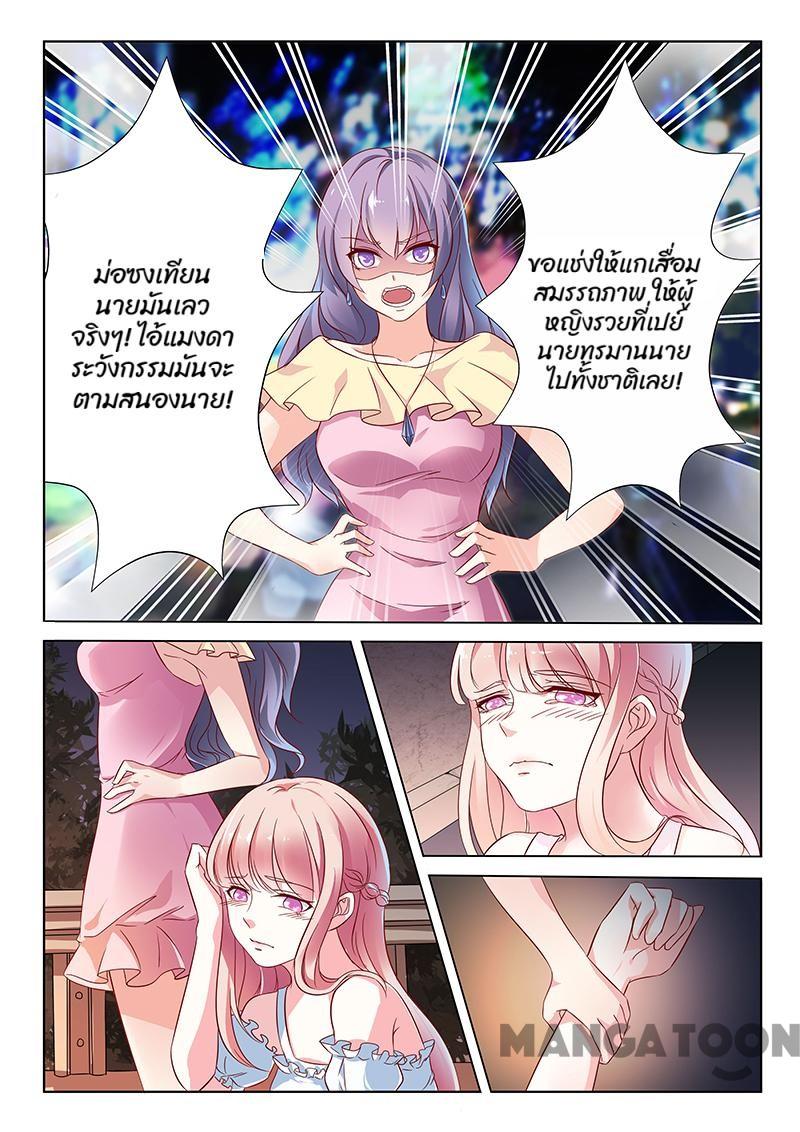 ม่อซงเทียน
นายมันเลว
จริงๆ! ไอ้แมงดา
ระวังกรรมมันจะ
ตามสนองนาย!
ขอแช่งให้แกเสื่อม
สมรรถภาพ ให้ผู้
หญิงรวยที่เปย์
นายทรมานนาย
ไปทั้งชาติเลย!
MANGATOON